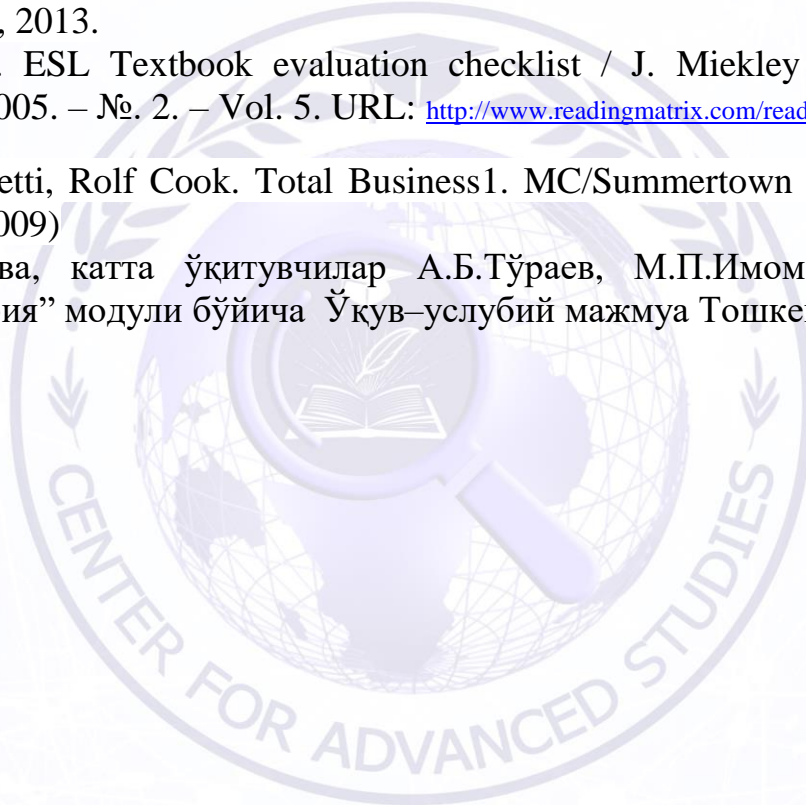 , 2013.
. ESL Textbook evaluation checklist / J. Miekley
005. – №. 2. – Vol. 5. URL: http://www.readingmatrix.com/read
etti, Rolf Cook. Total Business1. MC/Summertown
009)
ва, катта ўқитувчилар А.Б.Тўраев, М.П.Имом
ия” модули бўйича Ўқув–услубий мажмуа Тошке
CENTER FOR ADVANCED STUDIES